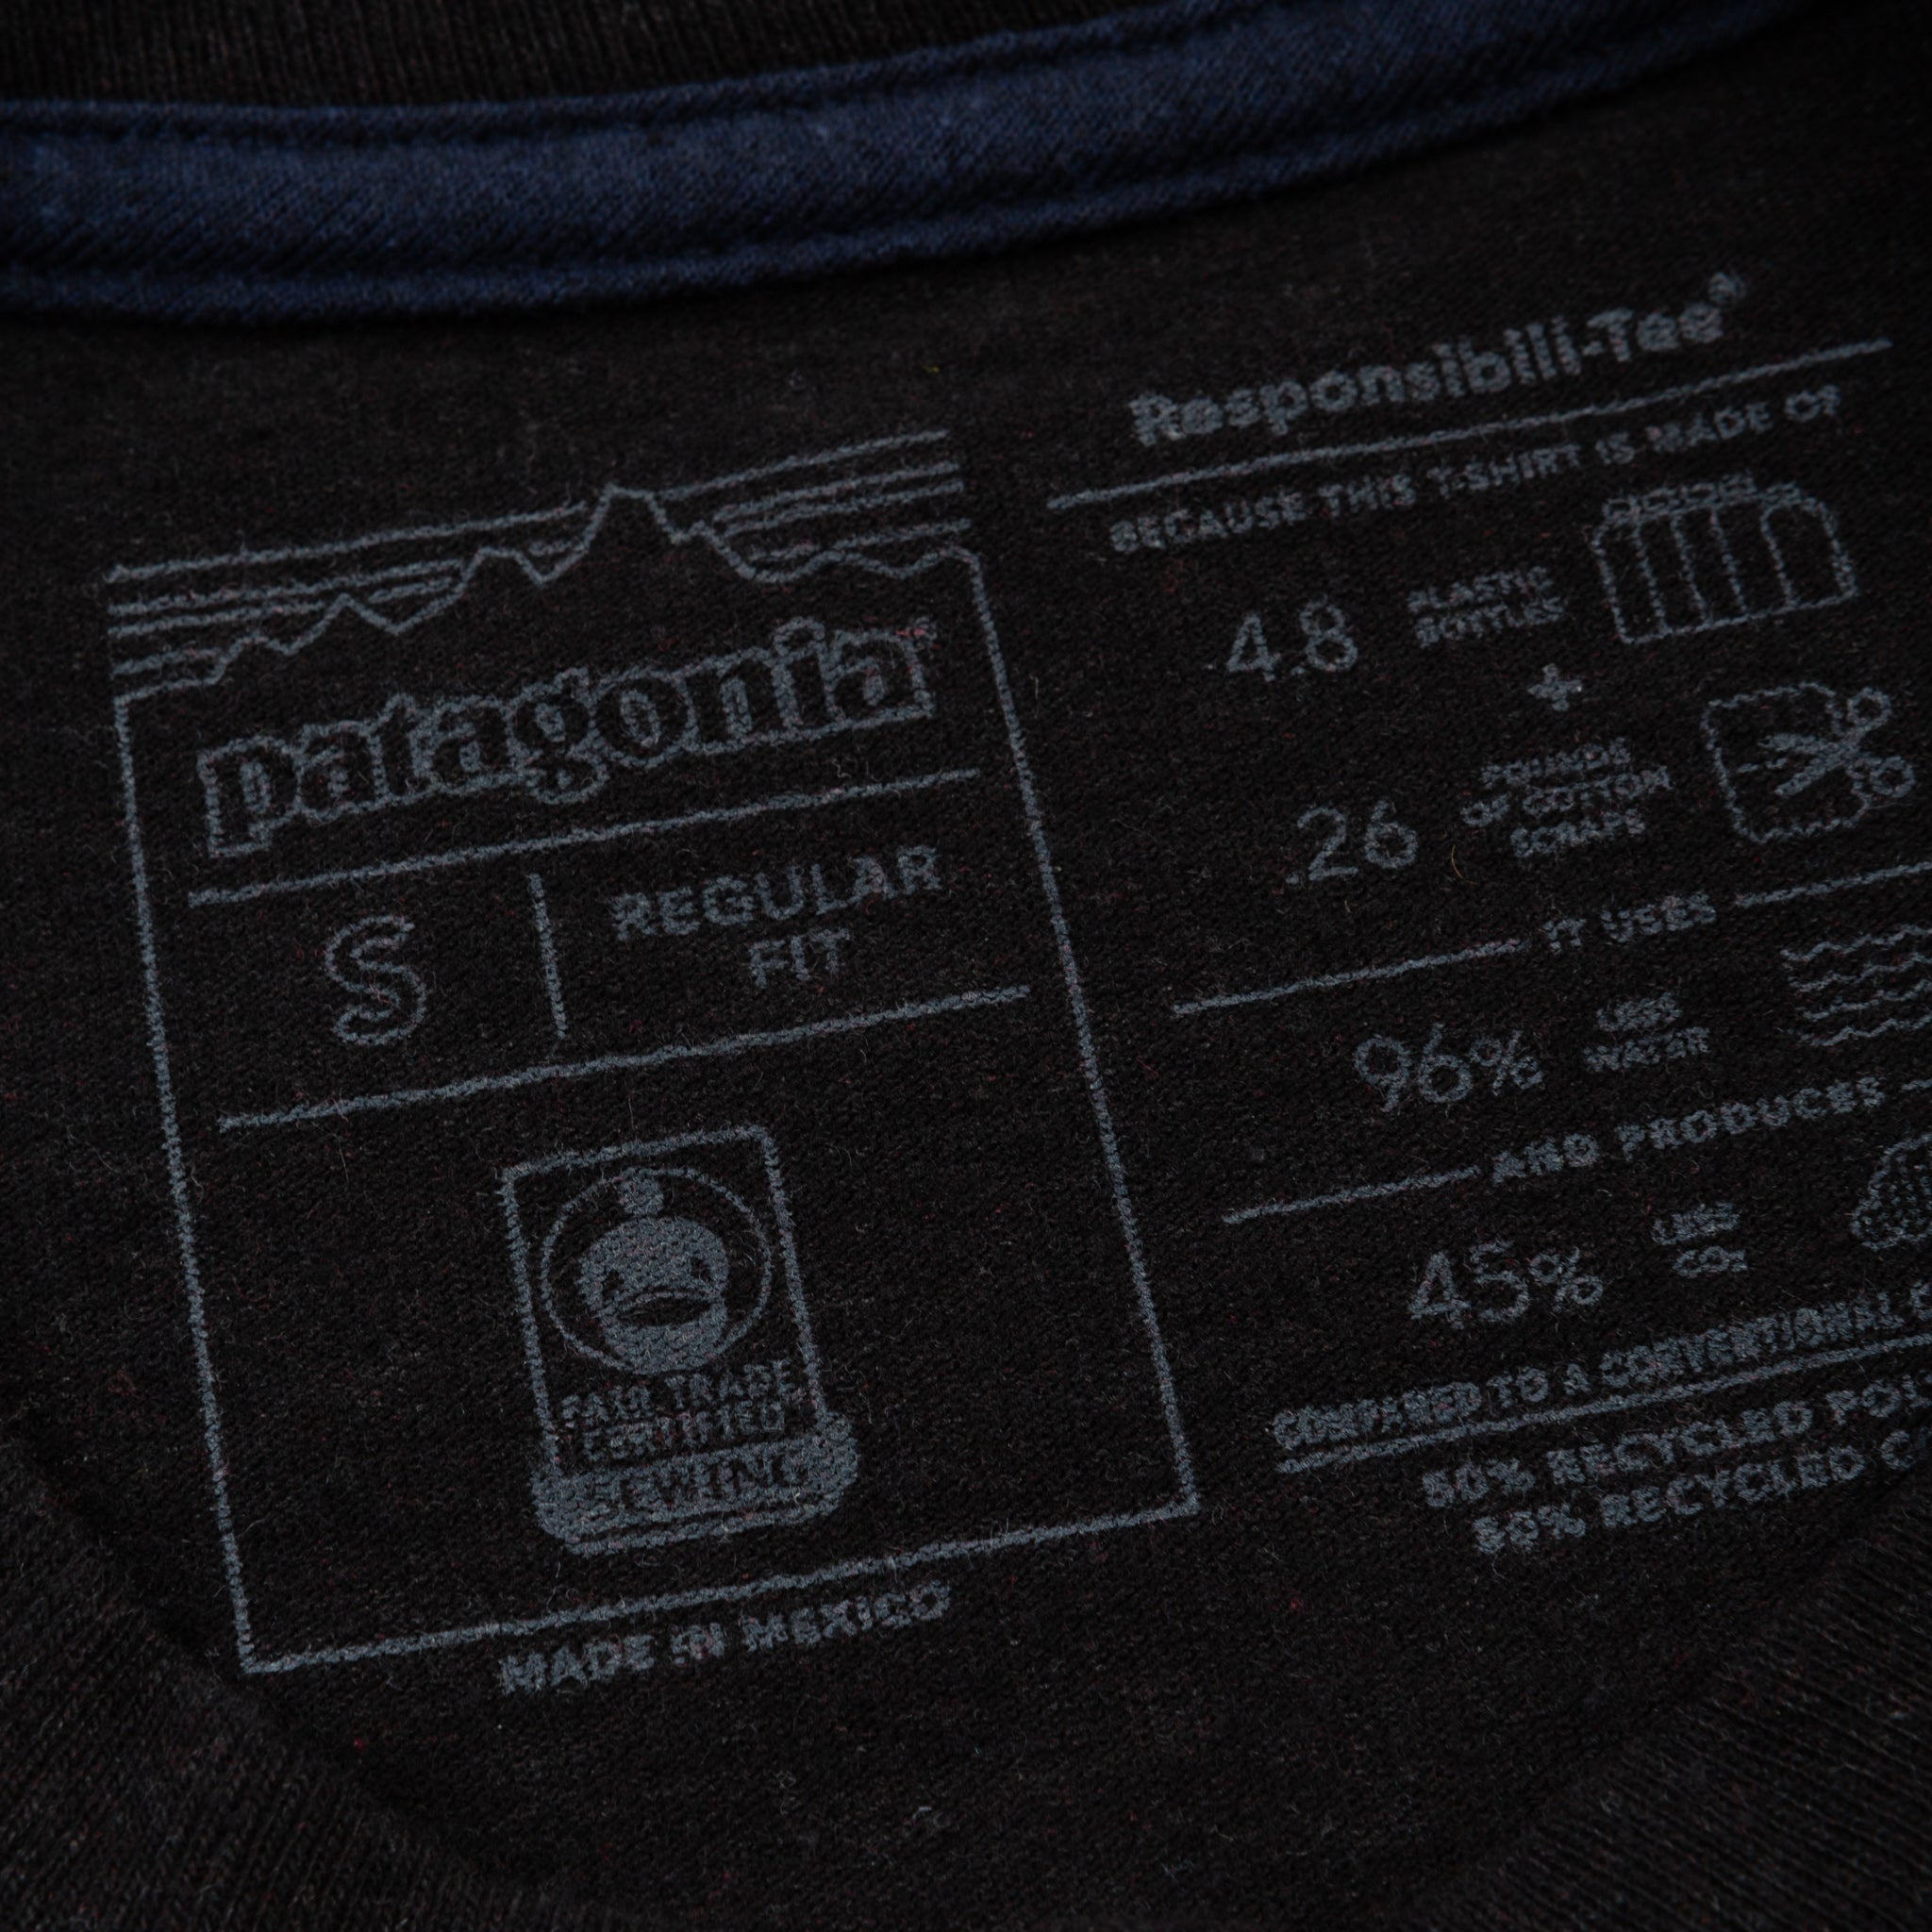 patagonia®
S
REGULAR
FIT
FAIR TRADE
CERTIFIED
SEWING
MADE IN MEXICO
Responsibili-Tee®
BECAUSE THIS T-SHIRT IS MADE OF
4.8
PLASTIC
BOTTLES
+
.26
POUNDS
OF COTTON
SCRAPS
IT USES
96%
LESS
WATER
AND PRODUCES
45%
LESS
CO₂
COMPARED TO A CONVENTIONAL
50% RECYCLED
50% RECYCLED